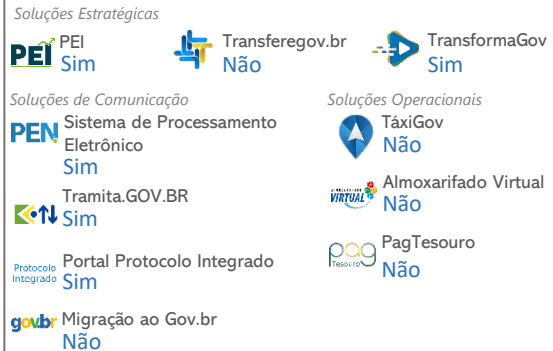 Soluções Estratégicas
PEI PEI
Sim
Transferegov.br
Não
TransformaGov
Sim
Soluções de Comunicação
PEN Sistema de Processamento
Eletrônico
Sim
Tramita.GOV.BR
Sim
Protocolo
Integrado
Portal Protocolo Integrado
Sim
gov.br Migração ao Gov.br
Não
Soluções Operacionais
TáxiGov
Não
ALMOXARIFADO
VIRTUAL
Almoxarifado Virtual
Não
pag
Tesouro
PagTesouro
Não